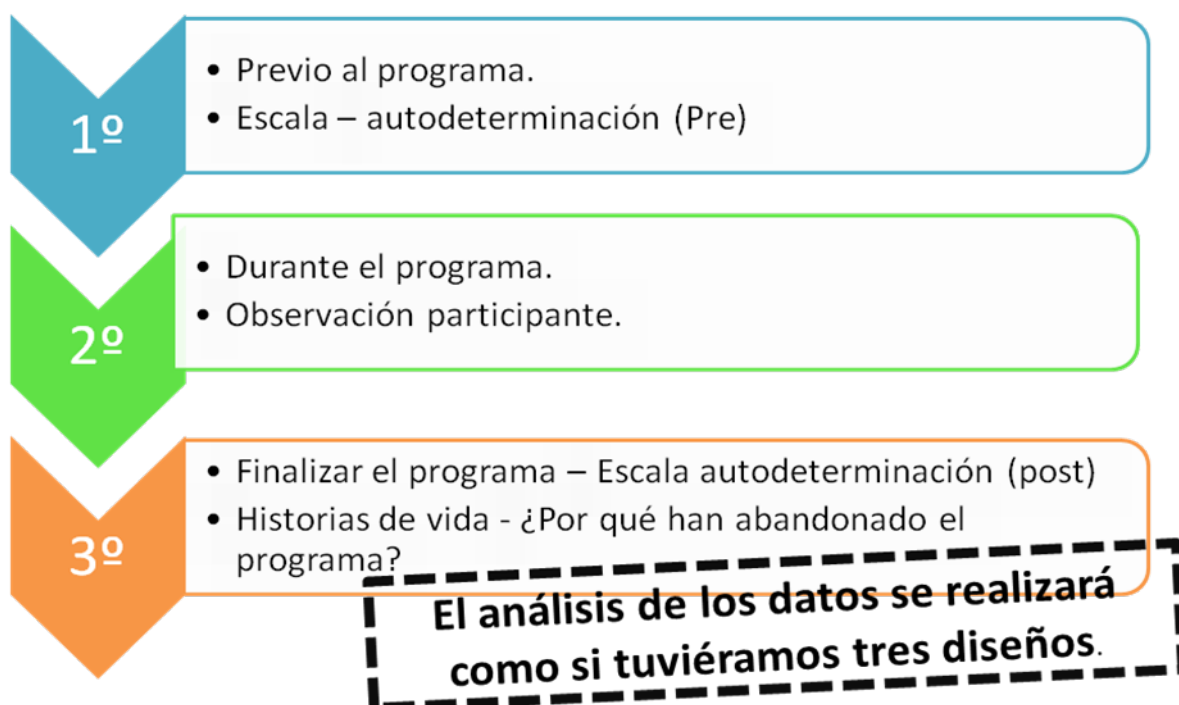 1º
• Previo al programa.
• Escala – autodeterminación (Pre)
2º
• Durante el programa.
• Observación participante.
3º
• Finalizar el programa – Escala autodeterminación (post)
• Historias de vida - ¿Por qué han abandonado el
programa?
El análisis de los datos se realizará
como si tuviéramos tres diseños.